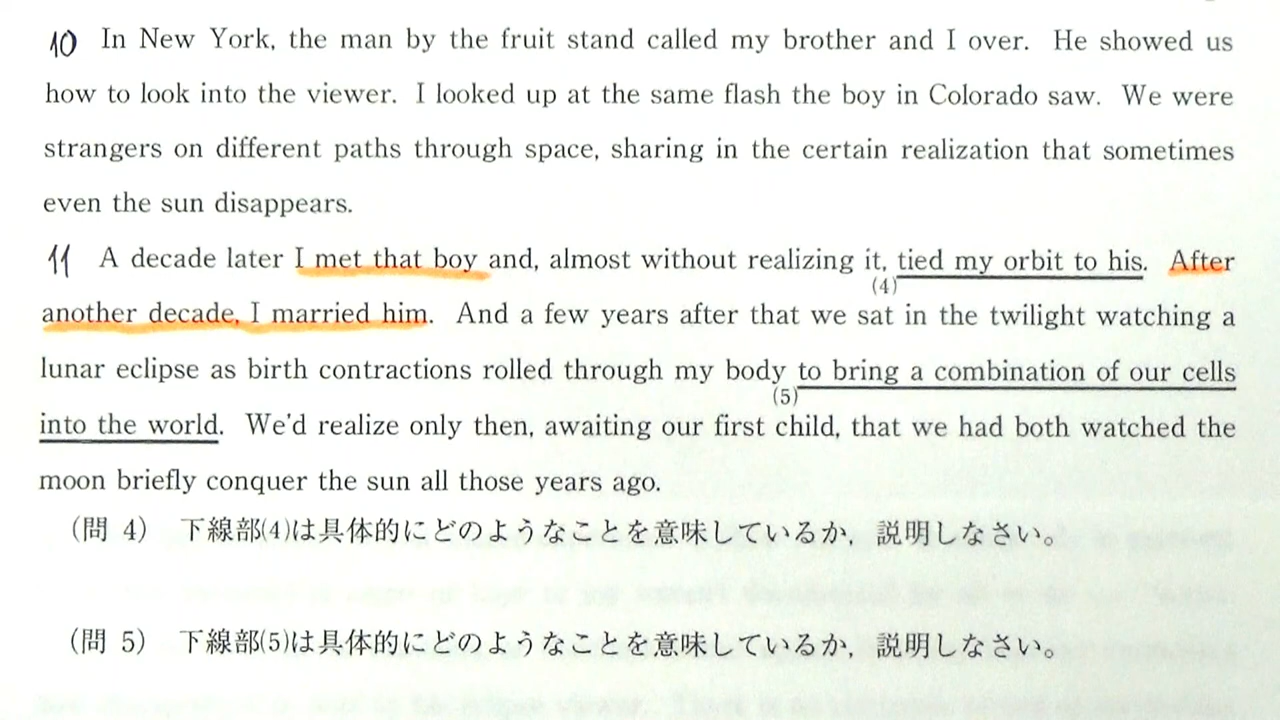 10 In New York, the man by the fruit stand called my brother and I over. He showed us
how to look into the viewer. I looked up at the same flash the boy in Colorado saw. We were
strangers on different paths through space, sharing in the certain realization that sometimes
even the sun disappears.
11 A decade later I met that boy and, almost without realizing it, tied my orbit to his. After
(4)
another decade, I married him. And a few years after that we sat in the twilight watching a
lunar eclipse as birth contractions rolled through my body to bring a combination of our cells
(5)
into the world. We'd realize only then, awaiting our first child, that we had both watched the
moon briefly conquer the sun all those years ago.
(問 4) 下線部(4)は具体的にどのようなことを意味しているか，説明しなさい。
(問 5) 下線部(5)は具体的にどのようなことを意味しているか，説明しなさい。